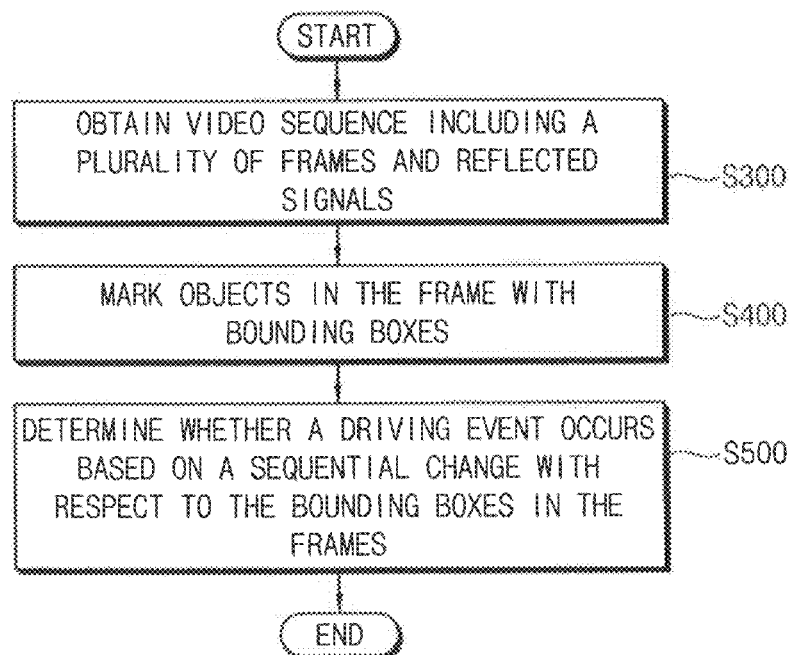 START
OBTAIN VIDEO SEQUENCE INCLUDING A
PLURALITY OF FRAMES AND REFLECTED
SIGNALS
S300
MARK OBJECTS IN THE FRAME WITH
BOUNDING BOXES
S400
DETERMINE WHETHER A DRIVING EVENT OCCURS
BASED ON A SEQUENTIAL CHANGE WITH
RESPECT TO THE BOUNDING BOXES IN THE
FRAMES
S500
END